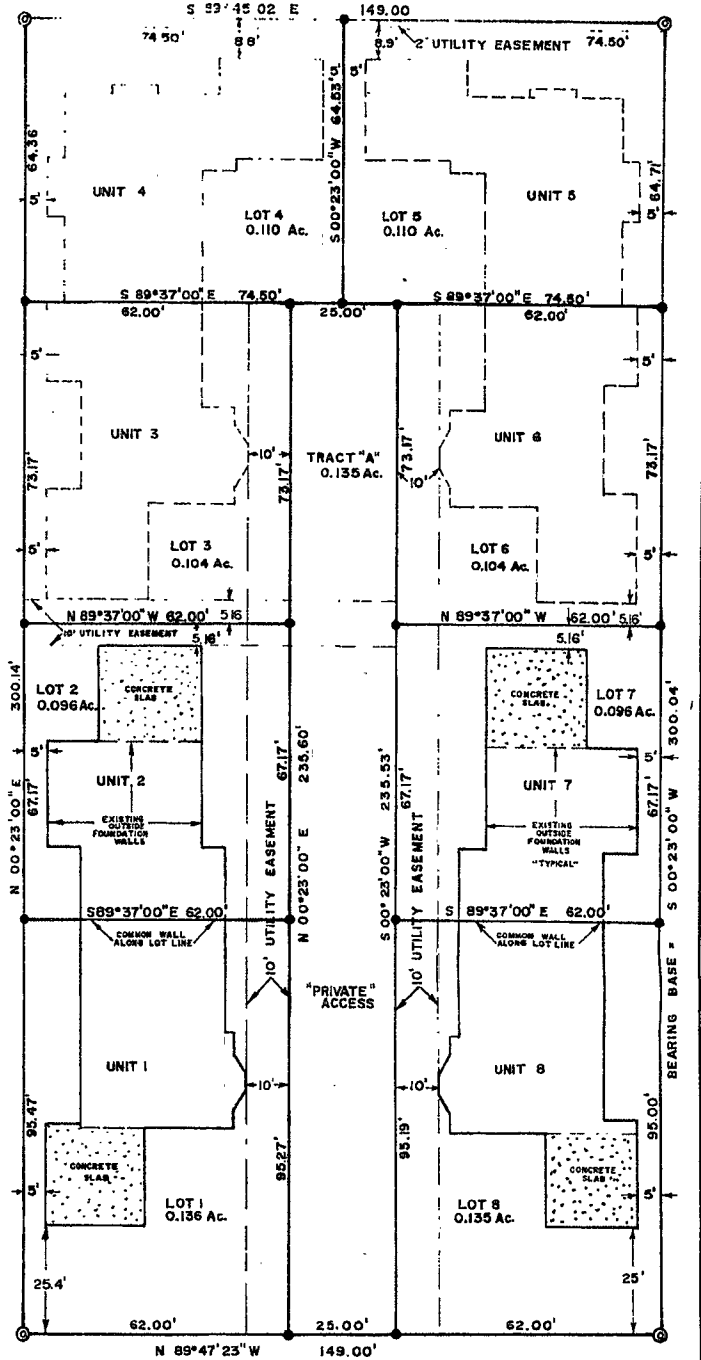 S 89°45'02" E 149.00
74.50' 8.8' 8.9' 2' UTILITY EASEMENT 74.50'
5' 5'
64.36'
S 00°23'00"W 64.53'
64.71'
UNIT 4
UNIT 5
5' 5'
LOT 4
0.110 Ac.
LOT 5
0.110 Ac.
S 89°37'00"E 74.50'
S 89°37'00"E 74.50'
62.00' 25.00' 62.00'
5' 5'
UNIT 3
UNIT 6
10' TRACT "A"
0.135 Ac.
10'
73.17' 73.17' 73.17' 73.17'
5' 5'
LOT 3
0.104 Ac.
LOT 6
0.104 Ac.
N 89°37'00" W 62.00'
5.16
N 89°37'00" W 62.00'
5.16'
10' UTILITY EASEMENT
5.16'
5.16'
LOT 2
0.096 Ac.
CONCRETE
SLAB
CONCRETE
SLAB
LOT 7
0.096 Ac.
5' 5'
UNIT 2
UNIT 7
EXISTING
OUTSIDE
FOUNDATION
WALLS
EXISTING
OUTSIDE
FOUNDATION
WALLS
"TYPICAL"
N 00°23'00" E 300.14'
67.17'
67.17'
N 00°23'00" E 235.60'
S 00°23'00"W 235.53'
67.17'
67.17'
BEARING BASE = S 00°23'00" W 300.04'
10' UTILITY EASEMENT
10' UTILITY EASEMENT
S89°37'00"E 62.00'
S 89°37'00" E 62.00'
COMMON WALL
ALONG LOT LINE
COMMON WALL
ALONG LOT LINE
"PRIVATE"
ACCESS
UNIT 1
UNIT 8
10' 10'
95.47' 95.27' 95.19' 95.00'
CONCRETE
SLAB
CONCRETE
SLAB
5' 5'
LOT 1
0.136 Ac.
LOT 8
0.135 Ac.
25.4' 25'
62.00' 25.00' 62.00'
N 89°47'23" W 149.00'